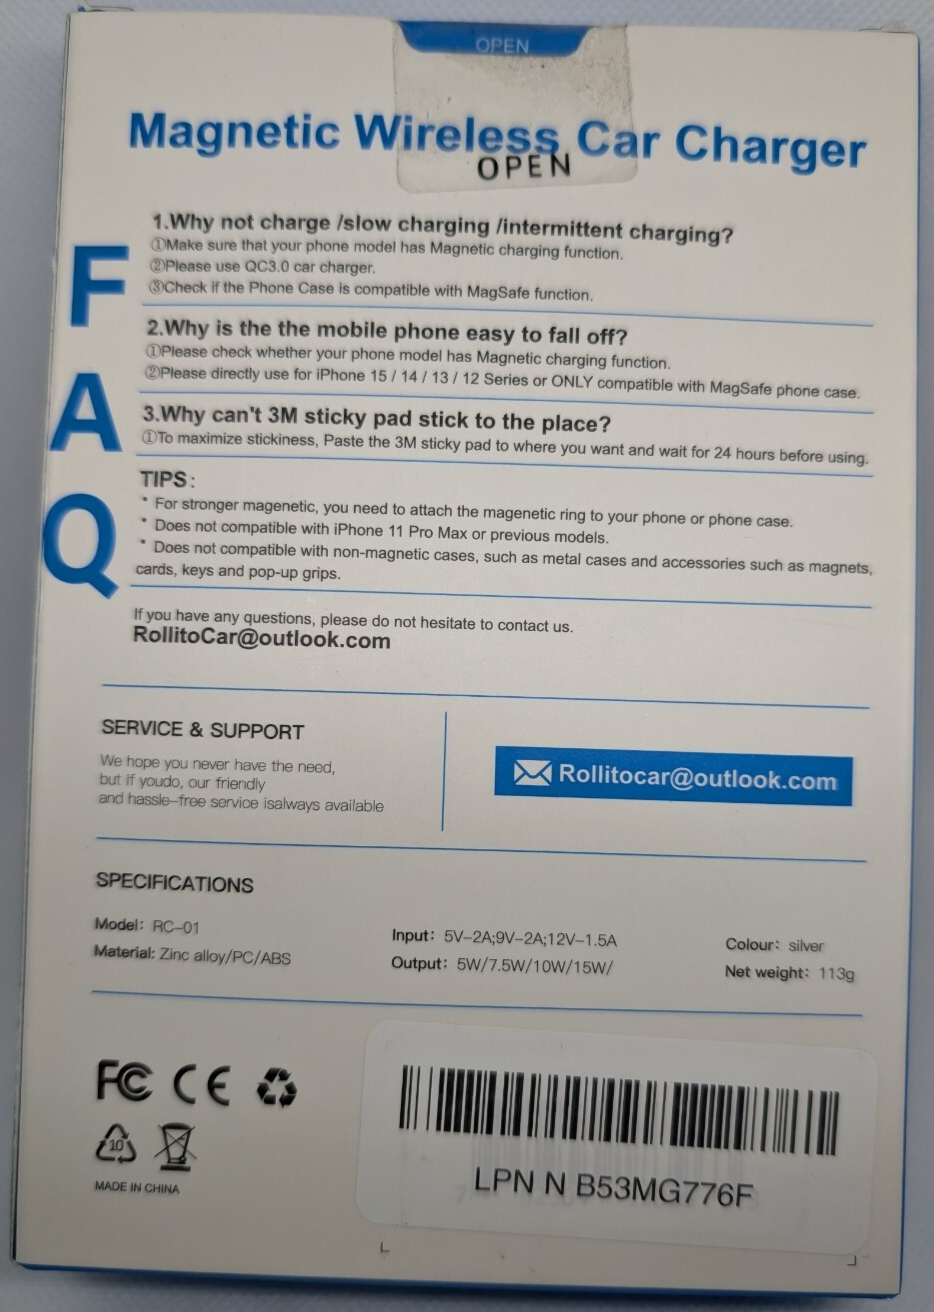 OPEN
Magnetic Wireless Car Charger
OPEN
FAQ
1.Why not charge /slow charging /intermittent charging?
①Make sure that your phone model has Magnetic charging function.
②Please use QC3.0 car charger.
③Check if the Phone Case is compatible with MagSafe function.
2.Why is the the mobile phone easy to fall off?
①Please check whether your phone model has Magnetic charging function.
②Please directly use for iPhone 15 / 14 / 13 / 12 Series or ONLY compatible with MagSafe phone case.
3.Why can't 3M sticky pad stick to the place?
①To maximize stickiness, Paste the 3M sticky pad to where you want and wait for 24 hours before using.
TIPS:
* For stronger magenetic, you need to attach the magenetic ring to your phone or phone case.
* Does not compatible with iPhone 11 Pro Max or previous models.
* Does not compatible with non-magnetic cases, such as metal cases and accessories such as magnets,
cards, keys and pop-up grips.
If you have any questions, please do not hesitate to contact us.
RollitoCar@outlook.com
SERVICE & SUPPORT
We hope you never have the need,
but if youdo, our friendly
and hassle-free service isalways available
Rollitocar@outlook.com
SPECIFICATIONS
Model: RC-01
Material: Zinc alloy/PC/ABS
Input: 5V-2A;9V-2A;12V-1.5A
Output: 5W/7.5W/10W/15W/
Colour: silver
Net weight: 113g
FC CE
10
MADE IN CHINA
LPN N B53MG776F